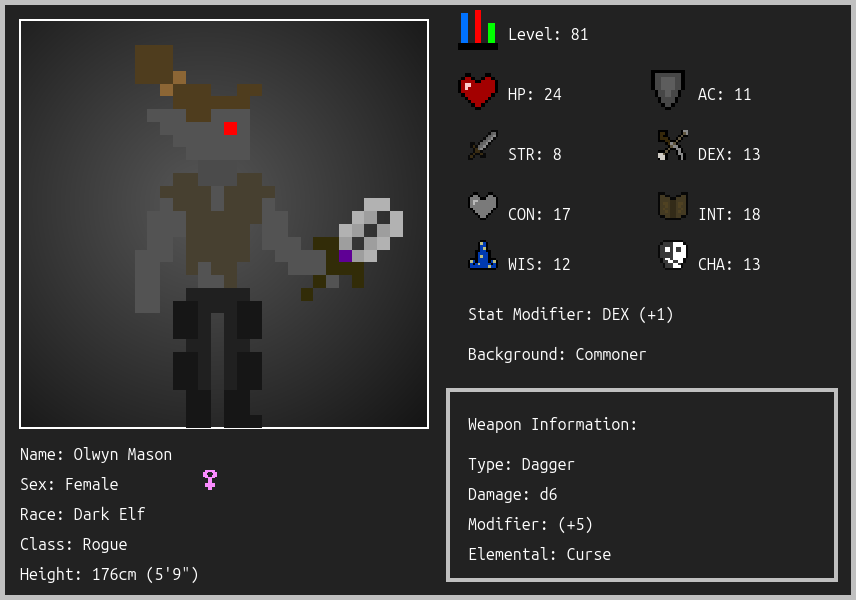 Level: 81
HP: 24
AC: 11
STR: 8
DEX: 13
CON: 17
INT: 18
WIS: 12
CHA: 13
Stat Modifier: DEX (+1)
Background: Commoner
Weapon Information:
Type: Dagger
Damage: d6
Modifier: (+5)
Elemental: Curse
Name: Olwyn Mason
Sex: Female
Race: Dark Elf
Class: Rogue
Height: 176cm (5'9")